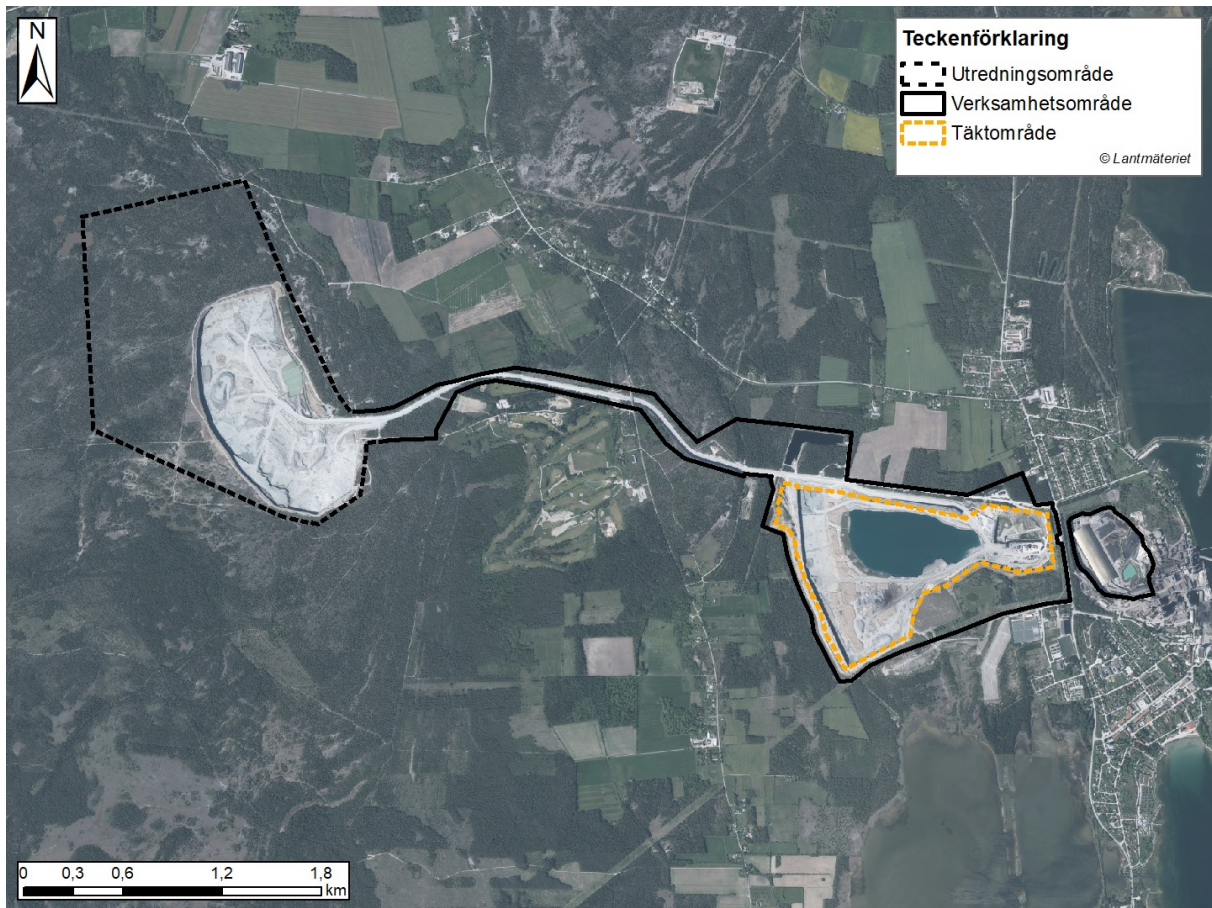 N
Teckenförklaring
Utredningsområde
Verksamhetsområde
Täktområde
© Lantmäteriet
0 0,3 0,6 1,2 1,8
km